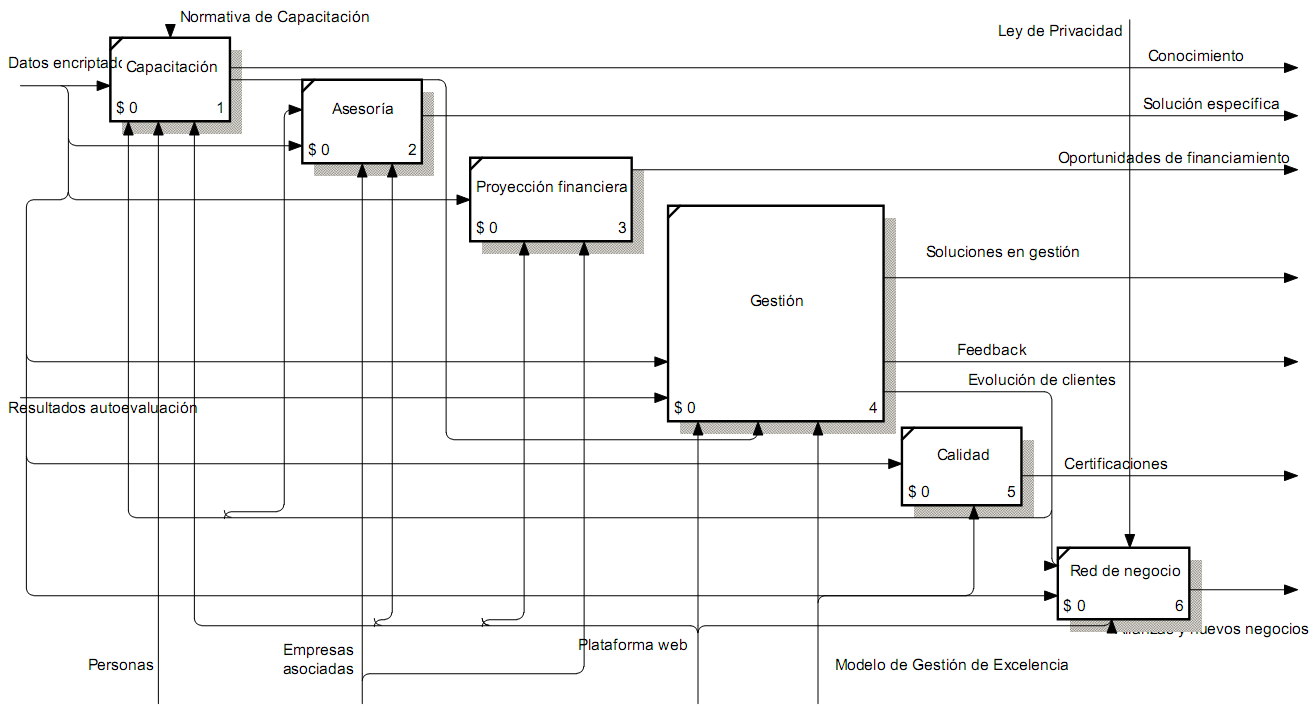 Normativa de Capacitación
Ley de Privacidad
Datos encriptado
Capacitación
$ 0 1
Conocimiento
Asesoría
$ 0 2
Solución específica
Oportunidades de financiamiento
Proyección financiera
$ 0 3
Soluciones en gestión
Gestión
$ 0 4
Feedback
Evolución de clientes
Resultados autoevaluación
Calidad
$ 0 5
Certificaciones
Red de negocio
$ 0 6
y nuevos negocios
Plataforma web
Empresas
asociadas
Personas
Modelo de Gestión de Excelencia